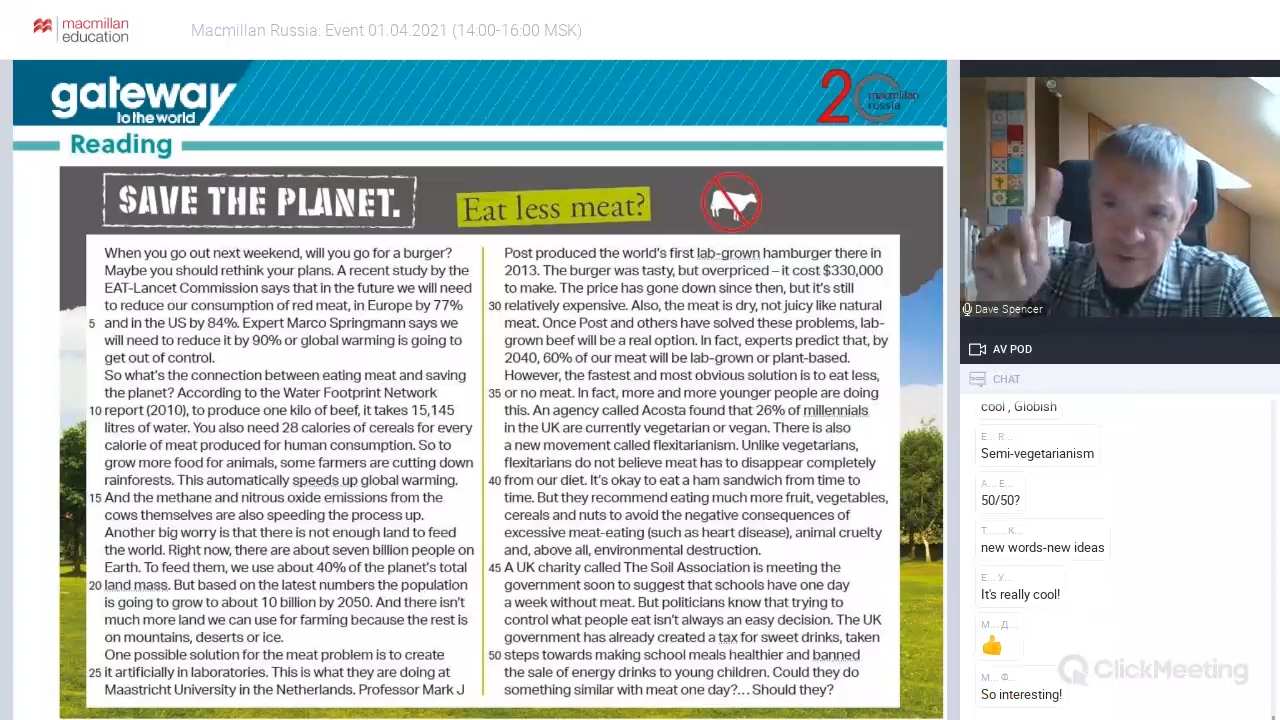 macmillan
education
Macmillan Russia: Event 01.04.2021 (14:00-16:00 MSK)
gateway
to the world
20
macmillan
russia
Reading
SAVE THE PLANET.
Eat less meat?
When you go out next weekend, will you go for a burger?
Maybe you should rethink your plans. A recent study by the
EAT-Lancet Commission says that in the future we will need
to reduce our consumption of red meat, in Europe by 77%
5 and in the US by 84%. Expert Marco Springmann says we
will need to reduce it by 90% or global warming is going to
get out of control.
So what's the connection between eating meat and saving
the planet? According to the Water Footprint Network
10 report (2010), to produce one kilo of beef, it takes 15,145
litres of water. You also need 28 calories of cereals for every
calorie of meat produced for human consumption. So to
grow more food for animals, some farmers are cutting down
rainforests. This automatically speeds up global warming.
15 And the methane and nitrous oxide emissions from the
cows themselves are also speeding the process up.
Another big worry is that there is not enough land to feed
the world. Right now, there are about seven billion people on
Earth. To feed them, we use about 40% of the planet's total
20 land mass. But based on the latest numbers the population
is going to grow to about 10 billion by 2050. And there isn't
much more land we can use for farming because the rest is
on mountains, deserts or ice.
One possible solution for the meat problem is to create
25 it artificially in laboratories. This is what they are doing at
Maastricht University in the Netherlands. Professor Mark J
Post produced the world's first lab-grown hamburger there in
2013. The burger was tasty, but overpriced – it cost $330,000
to make. The price has gone down since then, but it's still
30 relatively expensive. Also, the meat is dry, not juicy like natural
meat. Once Post and others have solved these problems, lab-
grown beef will be a real option. In fact, experts predict that, by
2040, 60% of our meat will be lab-grown or plant-based.
However, the fastest and most obvious solution is to eat less,
35 or no meat. In fact, more and more younger people are doing
this. An agency called Acosta found that 26% of millennials
in the UK are currently vegetarian or vegan. There is also
a new movement called flexitarianism. Unlike vegetarians,
flexitarians do not believe meat has to disappear completely
40 from our diet. It's okay to eat a ham sandwich from time to
time. But they recommend eating much more fruit, vegetables,
cereals and nuts to avoid the negative consequences of
excessive meat-eating (such as heart disease), animal cruelty
and, above all, environmental destruction.
45 A UK charity called The Soil Association is meeting the
government soon to suggest that schools have one day
a week without meat. But politicians know that trying to
control what people eat isn't always an easy decision. The UK
government has already created a tax for sweet drinks, taken
50 steps towards making school meals healthier and banned
the sale of energy drinks to young children. Could they do
something similar with meat one day?… Should they?
Dave Spencer
AV POD
CHAT
cool , Globish
E... R...
Semi-vegetarianism
A... E...
50/50?
T...... K...
new words-new ideas
E... У...
It's really cool!
М... Д...
М... Ф...
So interesting!
ClickMeeting